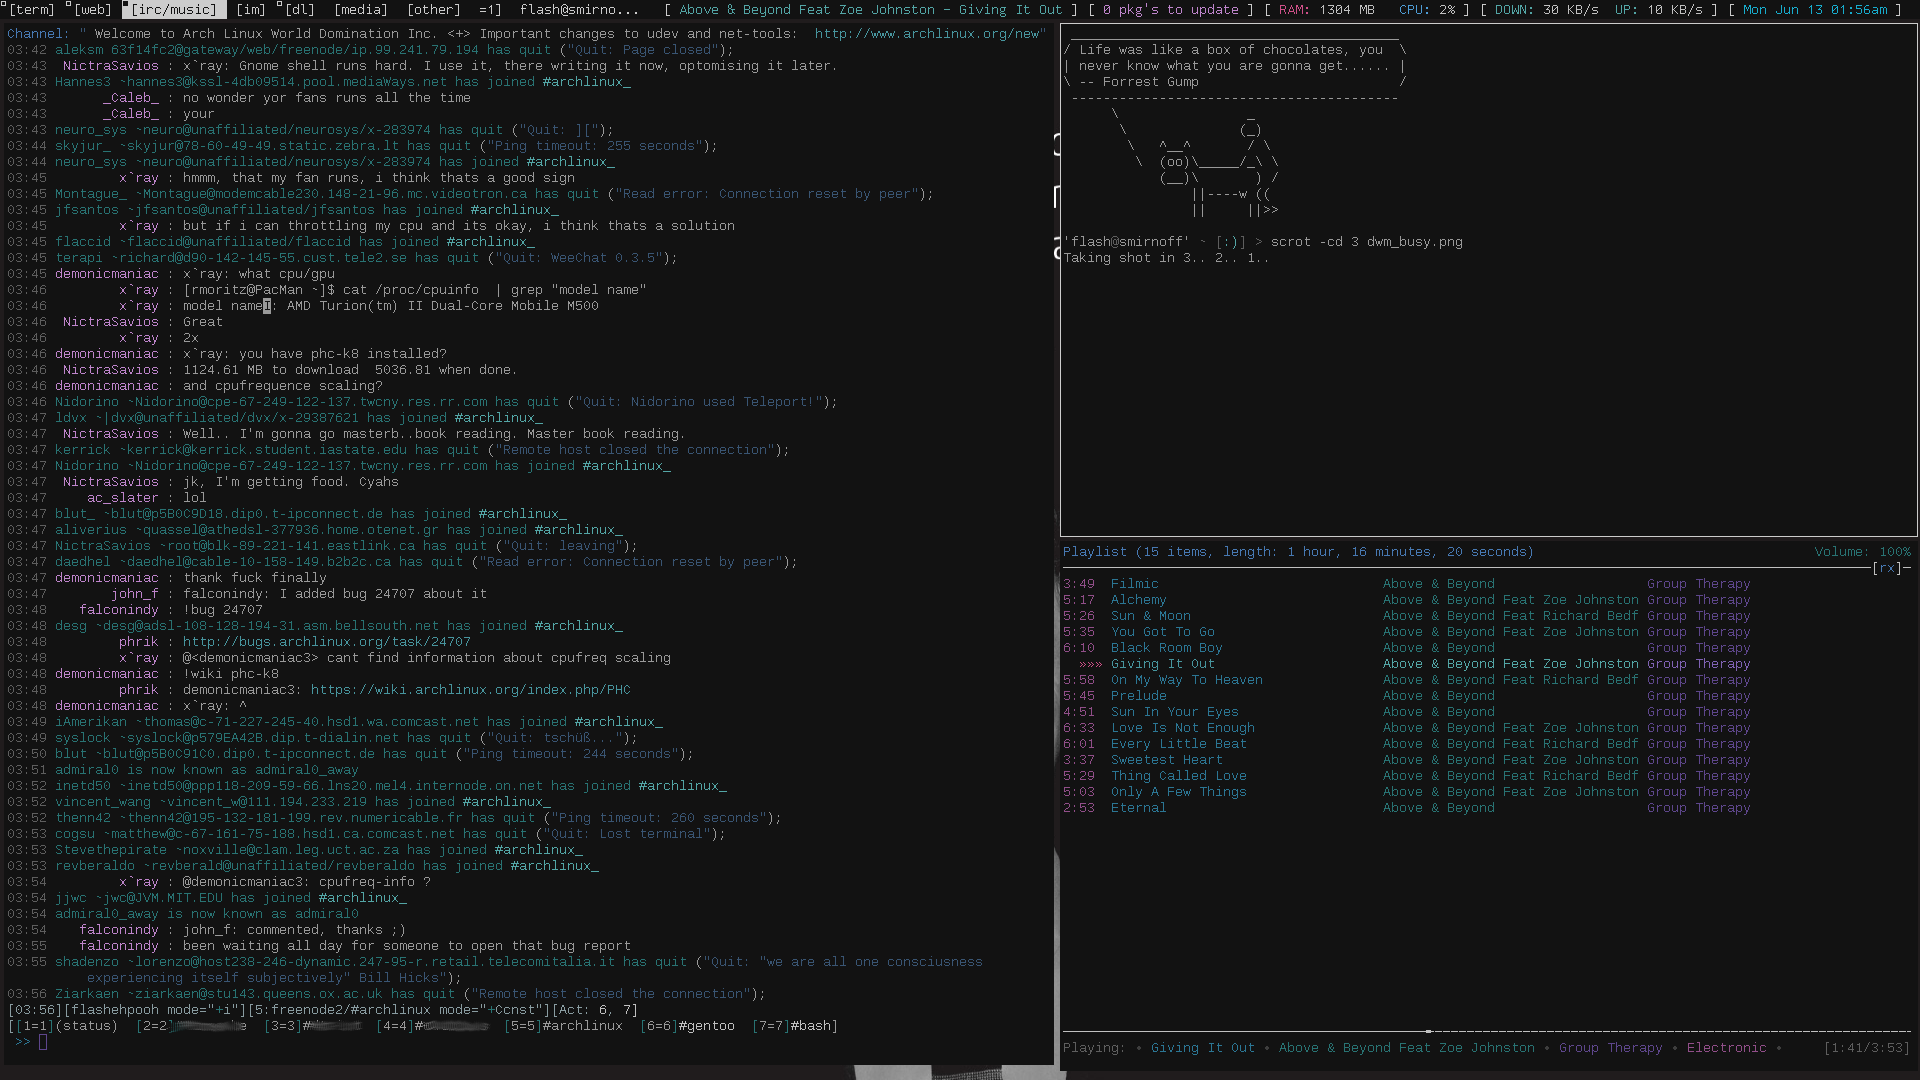 [term] [web] [irc/music] [im] [dl] [media] [other] =1] flash@smirno... [ Above & Beyond Feat Zoe Johnston - Giving It Out ] [ 0 pkg's to update ] [ RAM: 1304 MB CPU: 2% ] [ DOWN: 30 KB/s UP: 10 KB/s ] [ Mon Jun 13 01:56am ]
Channel: " Welcome to Arch Linux World Domination Inc. <+> Important changes to udev and net-tools: http://www.archlinux.org/new"
03:42 aleksm 63f14fc2@gateway/web/freenode/ip.99.241.79.194 has quit ("Quit: Page closed");
03:43 NictraSavios : x`ray: Gnome shell runs hard. I use it, there writing it now, optomising it later.
03:43 Hannes3 ~hannes3@kssl-4db09514.pool.mediaWays.net has joined #archlinux_
03:43 _Caleb_ : no wonder yor fans runs all the time
_Caleb_ : your
03:43 neuro_sys ~neuro@unaffiliated/neurosys/x-283974 has quit ("Quit: ][");
03:44 skyjur_ ~skyjur@78-60-49-49.static.zebra.lt has quit ("Ping timeout: 255 seconds");
03:44 neuro_sys ~neuro@unaffiliated/neurosys/x-283974 has joined #archlinux_
03:45 x`ray : hmmm, that my fan runs, i think thats a good sign
03:45 Montague_ ~Montague@modemcable230.148-21-96.mc.videotron.ca has quit ("Read error: Connection reset by peer");
03:45 jfsantos ~jfsantos@unaffiliated/jfsantos has joined #archlinux_
03:45 x`ray : but if i can throttling my cpu and its okay, i think thats a solution
03:45 flaccid ~flaccid@unaffiliated/flaccid has joined #archlinux_
03:45 terapi ~richard@d90-142-145-55.cust.tele2.se has quit ("Quit: WeeChat 0.3.5");
03:45 demonicmaniac : x`ray: what cpu/gpu
03:46 x`ray : [rmoritz@PacMan ~]$ cat /proc/cpuinfo | grep "model name"
03:46 x`ray : model nameI: AMD Turion(tm) II Dual-Core Mobile M500
03:46 NictraSavios : Great
03:46 x`ray : 2x
03:46 demonicmaniac : x`ray: you have phc-k8 installed?
03:46 NictraSavios : 1124.61 MB to download 5036.81 when done.
03:46 demonicmaniac : and cpufrequence scaling?
03:46 Nidorino ~Nidorino@cpe-67-249-122-137.twcny.res.rr.com has quit ("Quit: Nidorino used Teleport!");
03:47 ldvx ~|dvx@unaffiliated/dvx/x-29387621 has joined #archlinux_
03:47 NictraSavios : Well.. I'm gonna go masterb..book reading. Master book reading.
03:47 kerrick ~kerrick@kerrick.student.iastate.edu has quit ("Remote host closed the connection");
03:47 Nidorino ~Nidorino@cpe-67-249-122-137.twcny.res.rr.com has joined #archlinux_
03:47 NictraSavios : jk, I'm getting food. Cyahs
03:47 ac_slater : lol
03:47 blut_ ~blut@p5B0C9D18.dip0.t-ipconnect.de has joined #archlinux_
03:47 aliverius ~quassel@athedsl-377936.home.otenet.gr has joined #archlinux_
03:47 NictraSavios ~root@blk-89-221-141.eastlink.ca has quit ("Quit: leaving");
03:47 daedhel ~daedhel@cable-10-158-149.b2b2c.ca has quit ("Read error: Connection reset by peer");
03:47 demonicmaniac : thank fuck finally
03:47 john_f : falconindy: I added bug 24707 about it
03:48 falconindy : !bug 24707
03:48 desg ~desg@adsl-108-128-194-31.asm.bellsouth.net has joined #archlinux_
03:48 phrik : http://bugs.archlinux.org/task/24707
03:48 x`ray : @<demonicmaniac3> cant find information about cpufreq scaling
03:48 demonicmaniac : !wiki phc-k8
03:48 phrik : demonicmaniac3: https://wiki.archlinux.org/index.php/PHC
03:48 demonicmaniac : x`ray: ^
03:49 iAmerikan ~thomas@c-71-227-245-40.hsd1.wa.comcast.net has joined #archlinux_
03:49 syslock ~syslock@p579EA42B.dip.t-dialin.net has quit ("Quit: tschüß...");
03:50 blut ~blut@p5B0C91C0.dip0.t-ipconnect.de has quit ("Ping timeout: 244 seconds");
03:51 admiral0 is now known as admiral0_away
03:52 inetd50 ~inetd50@ppp118-209-59-66.lns20.mel4.internode.on.net has joined #archlinux_
03:52 vincent_wang ~vincent_w@111.194.233.219 has joined #archlinux_
03:52 thenn42 ~thenn42@195-132-181-199.rev.numericable.fr has quit ("Ping timeout: 260 seconds");
03:53 cogsu ~matthew@c-67-161-75-188.hsd1.ca.comcast.net has quit ("Quit: Lost terminal");
03:53 Stevethepirate ~noxville@clam.leg.uct.ac.za has joined #archlinux_
03:53 revberaldo ~revberald@unaffiliated/revberaldo has joined #archlinux_
03:54 x`ray : @demonicmaniac3: cpufreq-info ?
03:54 jjwc ~jwc@JVM.MIT.EDU has joined #archlinux_
03:54 admiral0_away is now known as admiral0
03:54 falconindy : john_f: commented, thanks ;)
03:55 falconindy : been waiting all day for someone to open that bug report
03:55 shadenzo ~lorenzo@host238-246-dynamic.247-95-r.retail.telecomitalia.it has quit ("Quit: "we are all one consciusness
experiencing itself subjectively" Bill Hicks");
03:56 Ziarkaen ~ziarkaen@stu143.queens.ox.ac.uk has quit ("Remote host closed the connection");
[03:56][flashehpooh mode="+i"][5:freenode2/#archlinux mode="+Ccnst"][Act: 6, 7]
[[1=1](status) [2=2] [3=3]# [4=4]# [5=5]#archlinux [6=6]#gentoo [7=7]#bash]
>>
/ Life was like a box of chocolates, you \
| never know what you are gonna get...... |
\ -- Forrest Gump /
'flash@smirnoff' ~ [:)] > scrot -cd 3 dwm_busy.png
Taking shot in 3.. 2.. 1..
Playlist (15 items, length: 1 hour, 16 minutes, 20 seconds) Volume: 100%
[rx]
3:49 Filmic Above & Beyond Group Therapy
5:17 Alchemy Above & Beyond Feat Zoe Johnston Group Therapy
5:26 Sun & Moon Above & Beyond Feat Richard Bedf Group Therapy
5:35 You Got To Go Above & Beyond Feat Zoe Johnston Group Therapy
6:10 Black Room Boy Above & Beyond Group Therapy
»»» Giving It Out Above & Beyond Feat Zoe Johnston Group Therapy
5:58 On My Way To Heaven Above & Beyond Feat Richard Bedf Group Therapy
5:45 Prelude Above & Beyond Group Therapy
4:51 Sun In Your Eyes Above & Beyond Group Therapy
6:33 Love Is Not Enough Above & Beyond Feat Zoe Johnston Group Therapy
6:01 Every Little Beat Above & Beyond Feat Richard Bedf Group Therapy
3:37 Sweetest Heart Above & Beyond Feat Zoe Johnston Group Therapy
5:29 Thing Called Love Above & Beyond Feat Richard Bedf Group Therapy
5:03 Only A Few Things Above & Beyond Feat Zoe Johnston Group Therapy
2:53 Eternal Above & Beyond Group Therapy
Playing: • Giving It Out • Above & Beyond Feat Zoe Johnston • Group Therapy • Electronic • [1:41/3:53]